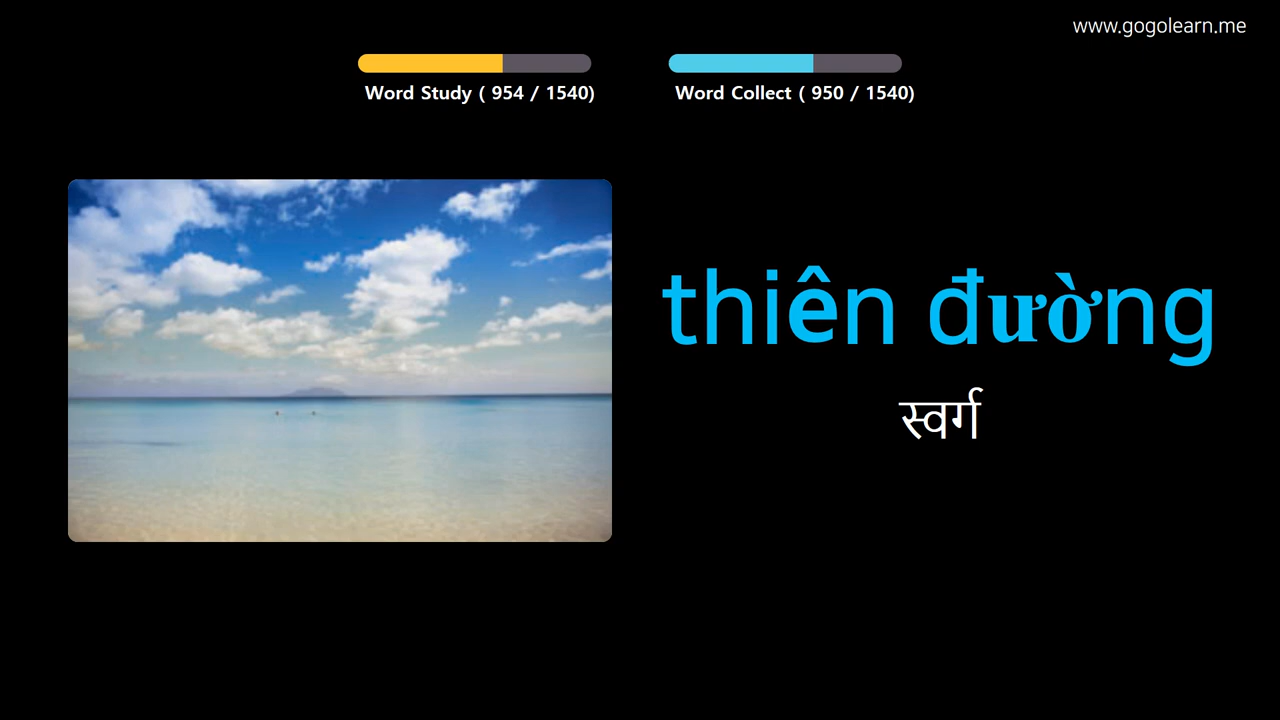 www.gogolearn.me
Word Study ( 954 / 1540)
Word Collect ( 950 / 1540)
thiên đường
स्वर्ग